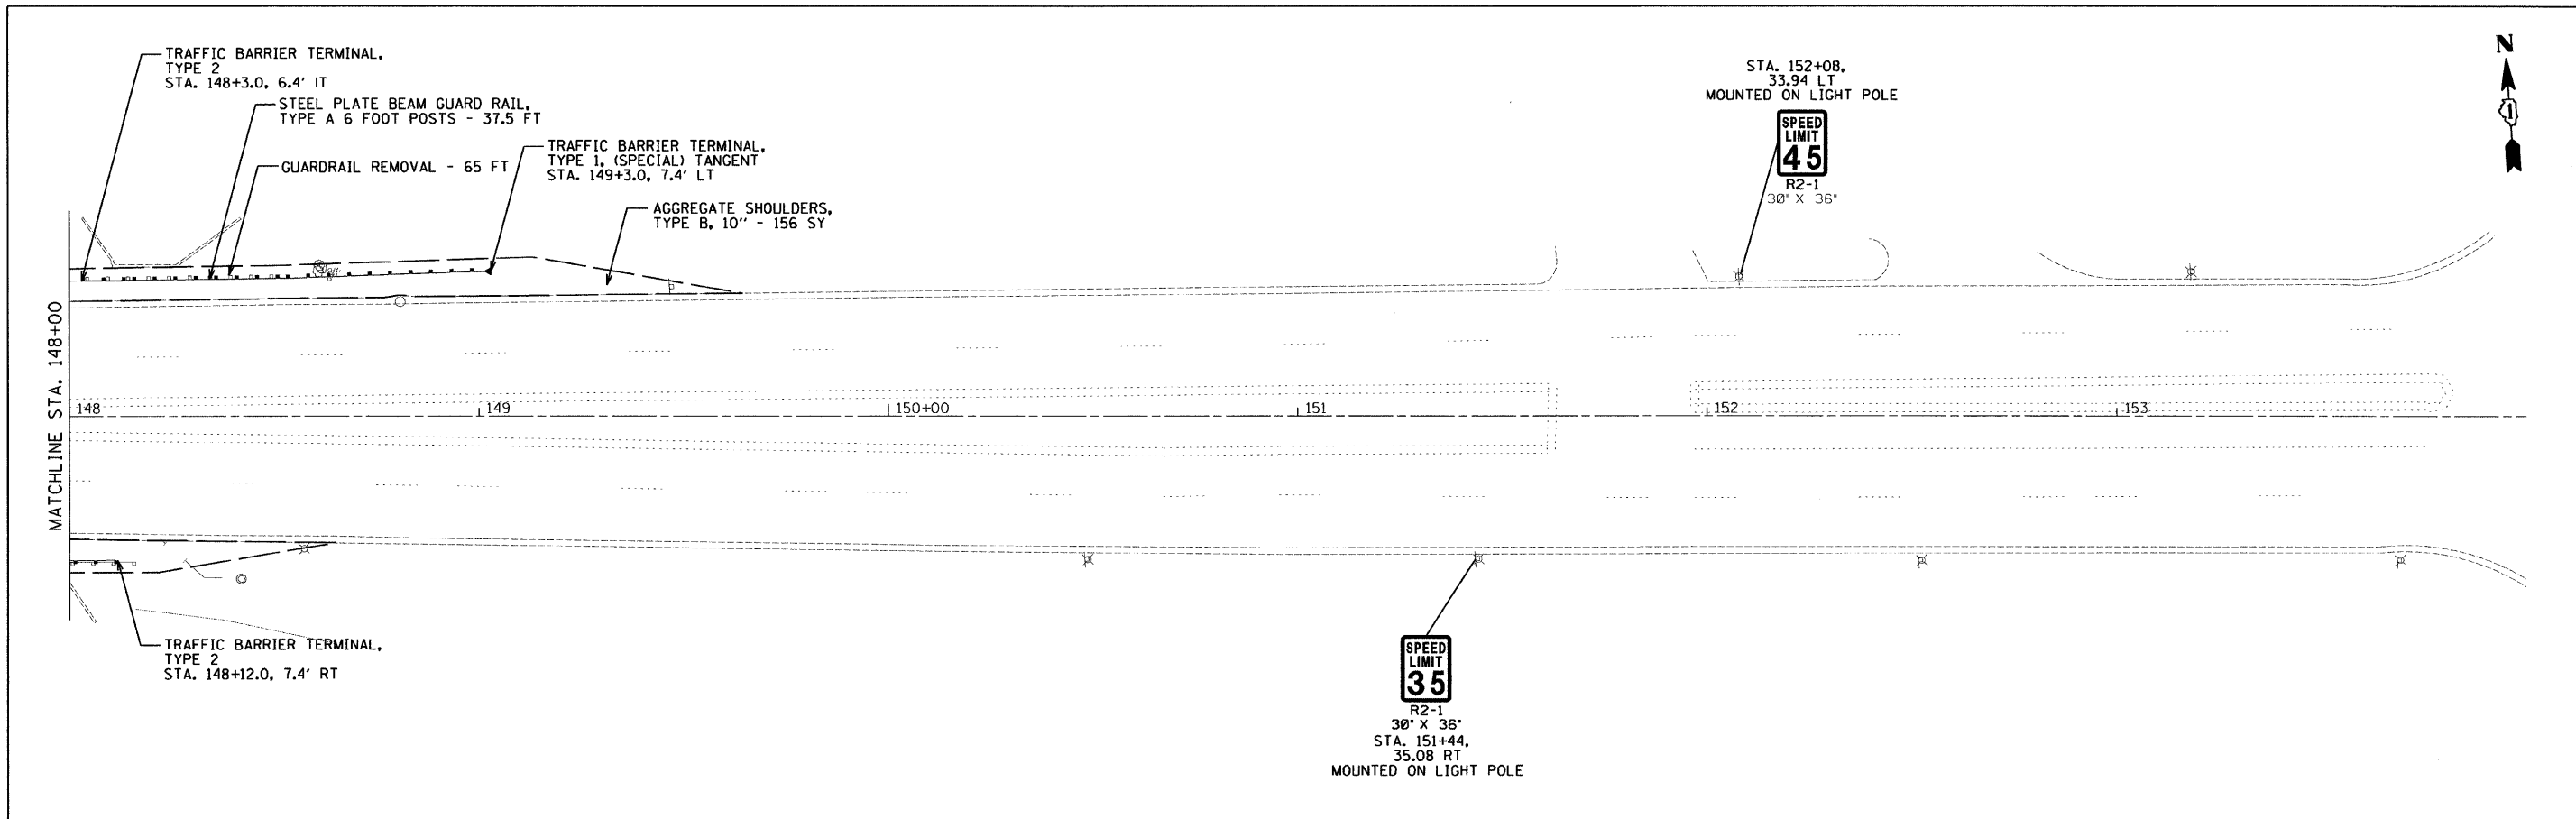 TRAFFIC BARRIER TERMINAL,
TYPE 2
STA. 148+3.0, 6.4' IT
STEEL PLATE BEAM GUARD RAIL,
TYPE A 6 FOOT POSTS - 37.5 FT
GUARDRAIL REMOVAL - 65 FT
TRAFFIC BARRIER TERMINAL,
TYPE 1, (SPECIAL) TANGENT
STA. 149+3.0, 7.4' LT
AGGREGATE SHOULDERS,
TYPE B, 10" - 156 SY
STA. 152+08,
33.94 LT
MOUNTED ON LIGHT POLE
SPEED
LIMIT
45
R2-1
30" X 36"
N
1
MATCHLINE STA. 148+00
148
149
150+00
151
152
153
TRAFFIC BARRIER TERMINAL,
TYPE 2
STA. 148+12.0, 7.4' RT
SPEED
LIMIT
35
R2-1
30" X 36"
STA. 151+44,
35.08 RT
MOUNTED ON LIGHT POLE